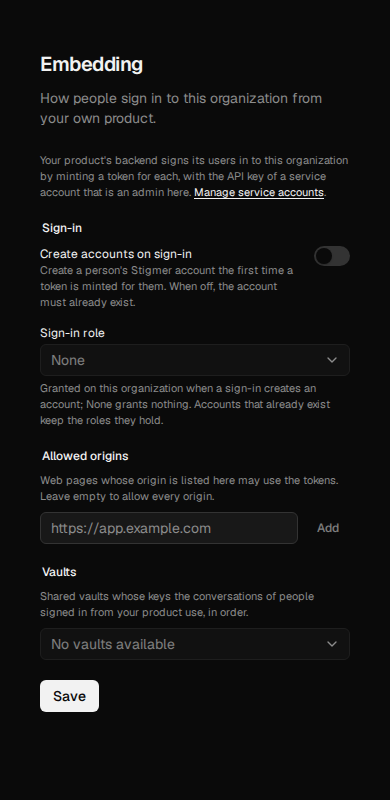 Embedding
How people sign in to this organization from
your own product.
Your product's backend signs its users in to this organization
by minting a token for each, with the API key of a service
account that is an admin here. Manage service accounts.
Sign-in
Create accounts on sign-in
Create a person's Stigmer account the first time a
token is minted for them. When off, the account
must already exist.
Sign-in role
None
Granted on this organization when a sign-in creates an
account; None grants nothing. Accounts that already exist
keep the roles they hold.
Allowed origins
Web pages whose origin is listed here may use the tokens.
Leave empty to allow every origin.
https://app.example.com
Add
Vaults
Shared vaults whose keys the conversations of people
signed in from your product use, in order.
No vaults available
Save